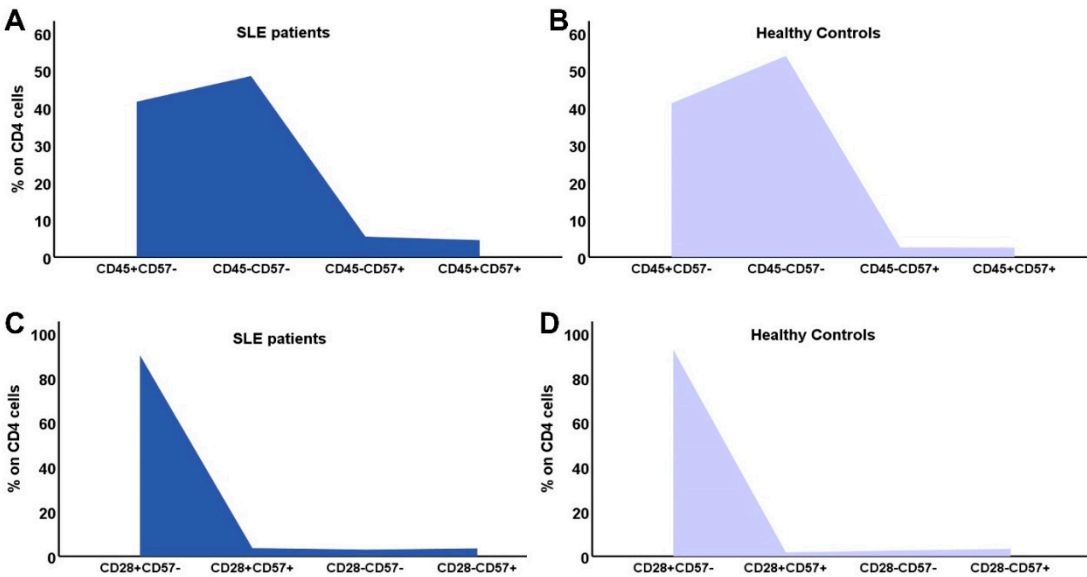 A
SLE patients
% on CD4 cells
60
50
40
30
20
10
0
CD45+CD57- CD45-CD57- CD45-CD57+ CD45+CD57+
B
Healthy Controls
% on CD4 cells
60
50
40
30
20
10
0
CD45+CD57- CD45-CD57- CD45-CD57+ CD45+CD57+
C
SLE patients
% on CD4 cells
100
80
60
40
20
0
CD28+CD57- CD28+CD57+ CD28-CD57- CD28-CD57+
D
Healthy Controls
% on CD4 cells
100
80
60
40
20
0
CD28+CD57- CD28+CD57+ CD28-CD57- CD28-CD57+